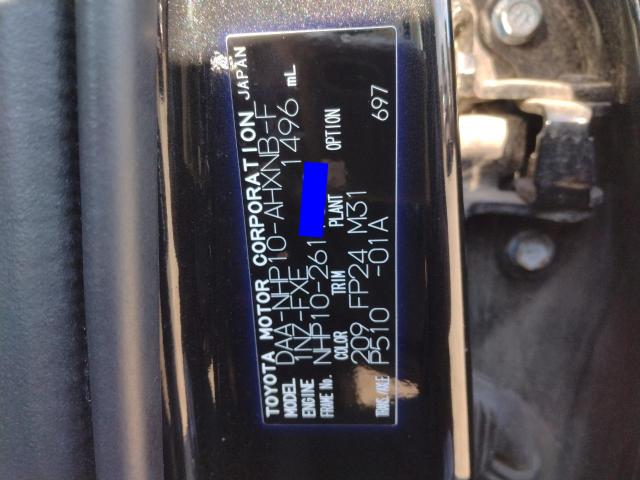 TOYOTA MOTOR CORPORATION JAPAN
MODEL DAA-NHP10-AHXNB-F
ENGINE 1NZ-FXE 1496 mL
FRAME No. NHP10-261
COLOR TRIM PLANT OPTION
209 FP24 M31 697
TRANS./AXLE P510 -01A